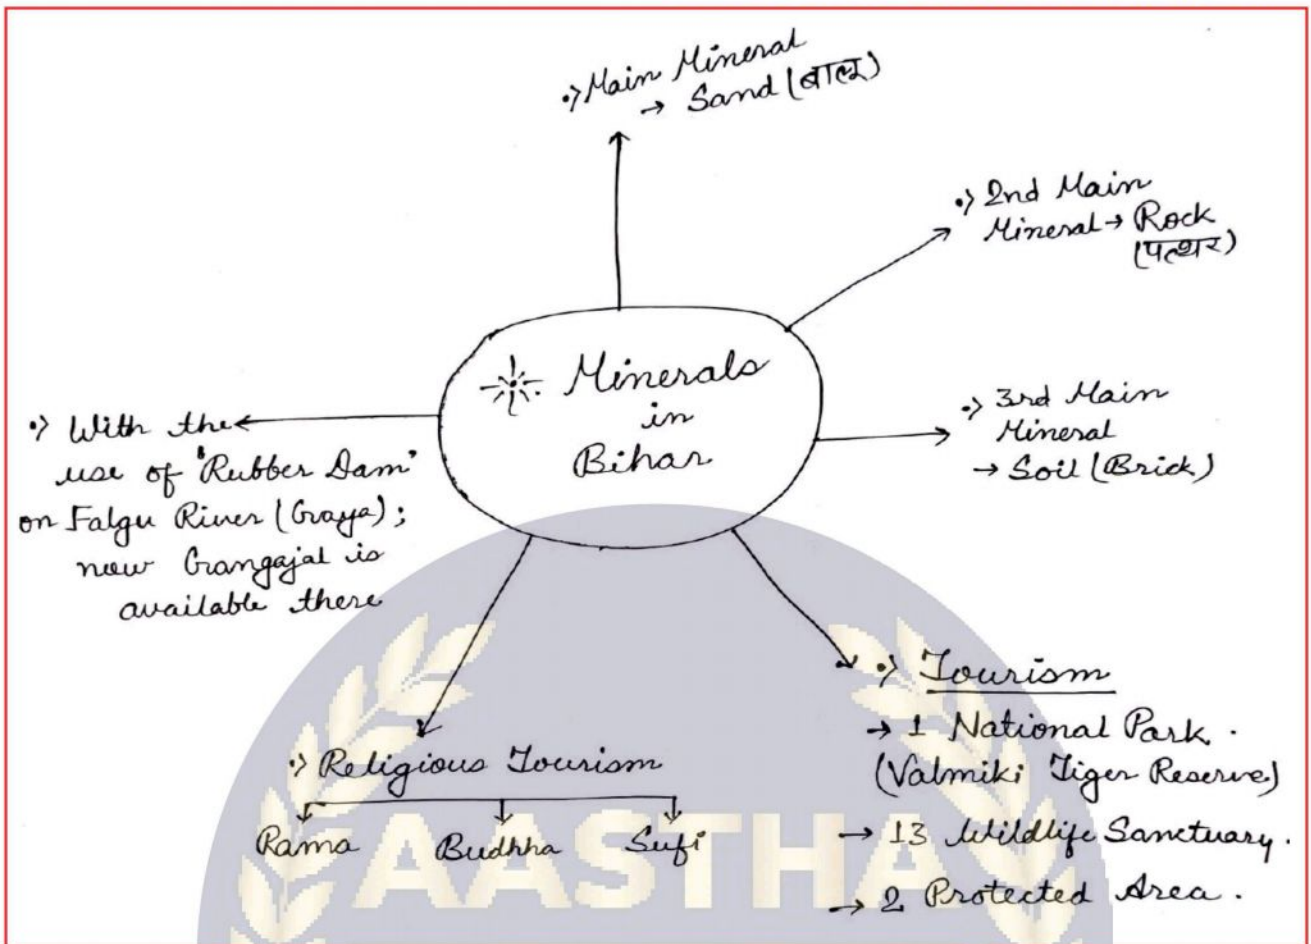 •> Main Mineral
→ Sand (बालू)
•> 2nd Main
Mineral → Rock
(पत्थर)
Minerals
in
Bihar
•> 3rd Main
Mineral
→ Soil (Brick)
•> With the
use of 'Rubber Dam'
on Falgu River (Gaya);
now Gangajal is
available there
•> Religious Tourism
Rama Budhha Sufi
•> Tourism
→ 1 National Park.
(Valmiki Tiger Reserve)
→ 13 Wildlife Sanctuary.
→ 2 Protected Area.
AASTHA